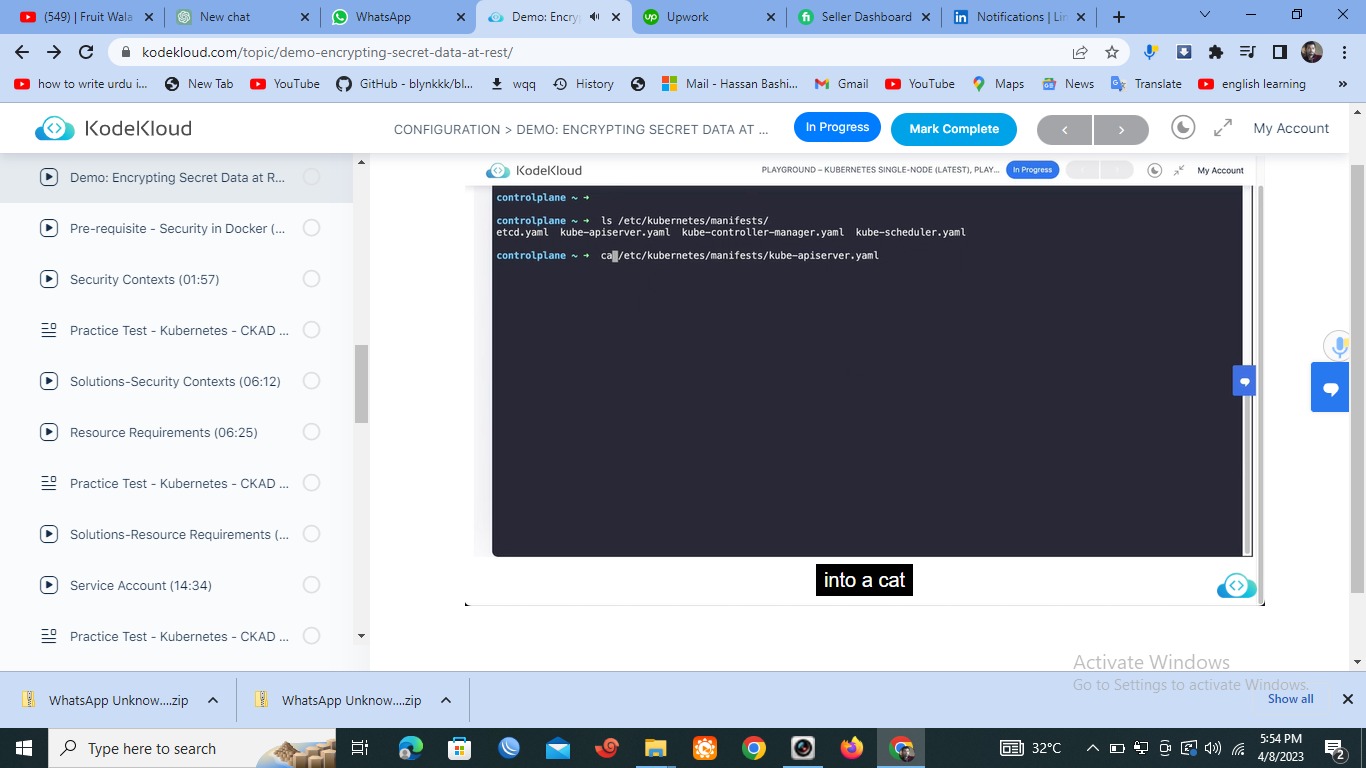 (549) | Fruit Wala
New chat
WhatsApp
Demo: Encry
Upwork
Seller Dashboard
Notifications | Lin
kodekloud.com/topic/demo-encrypting-secret-data-at-rest/
how to write urdu i...
New Tab
YouTube
GitHub - blynkkk/bl...
wqq
History
Mail - Hassan Bashi...
Gmail
YouTube
Maps
News
Translate
english learning
»
KodeKloud
CONFIGURATION > DEMO: ENCRYPTING SECRET DATA AT ...
In Progress
Mark Complete
My Account
Demo: Encrypting Secret Data at R...
Pre-requisite - Security in Docker (...
Security Contexts (01:57)
Practice Test - Kubernetes - CKAD ...
Solutions-Security Contexts (06:12)
Resource Requirements (06:25)
Practice Test - Kubernetes - CKAD ...
Solutions-Resource Requirements (...
Service Account (14:34)
Practice Test - Kubernetes - CKAD ...
KodeKloud
PLAYGROUND – KUBERNETES SINGLE-NODE (LATEST), PLAY...
In Progress
My Account
controlplane ~ ➜
controlplane ~ ➜ ls /etc/kubernetes/manifests/
etcd.yaml kube-apiserver.yaml kube-controller-manager.yaml kube-scheduler.yaml
controlplane ~ ➜ ca /etc/kubernetes/manifests/kube-apiserver.yaml
into a cat
Activate Windows
Go to Settings to activate Windows.
WhatsApp Unknow....zip
WhatsApp Unknow....zip
Show all
Type here to search
32°C
5:54 PM
4/8/2023
2